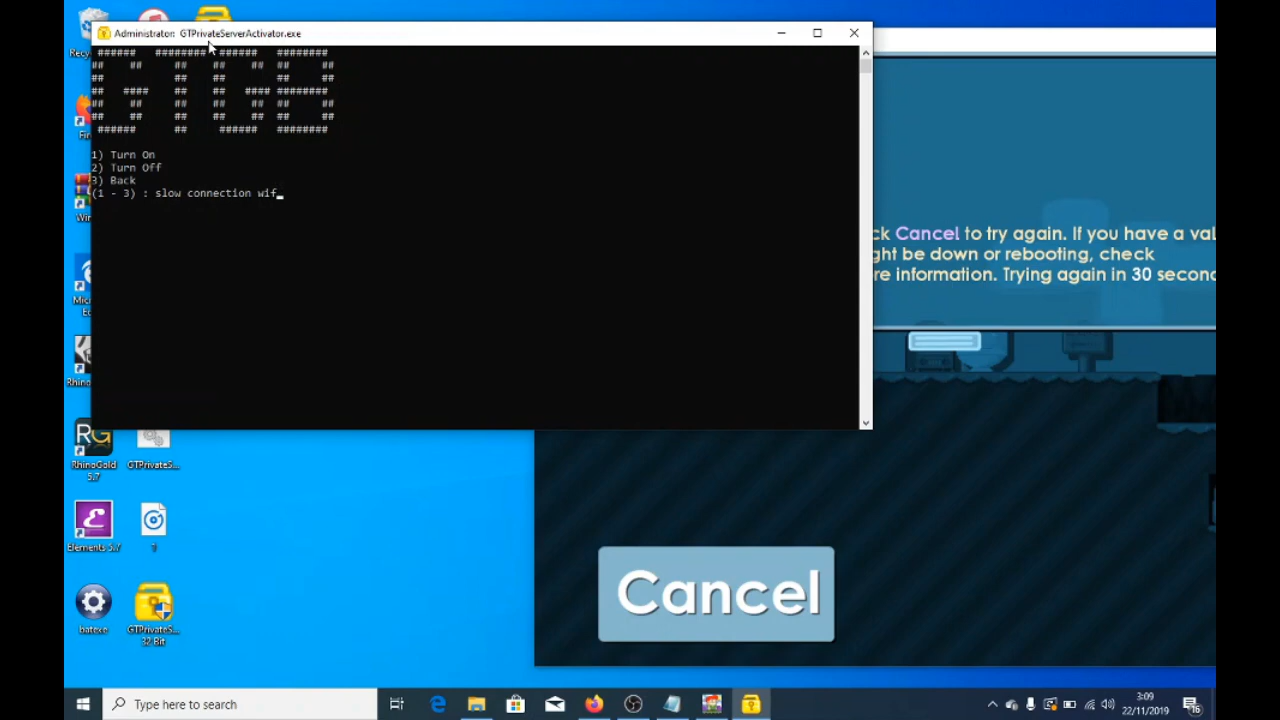 Administrator: GTPrivateServerActivator.exe
1) Turn On
2) Turn Off
3) Back
(1 - 3) : slow connection wif
ck Cancel to try again. If you have a val
ght be down or rebooting, check
re information. Trying again in 30 secon
Cancel
RhinoGold
5.7
GTPrivateS...
Elements 5.7
1
batexe
GTPrivateS...
32 Bit
Type here to search
3:09
22/11/2019